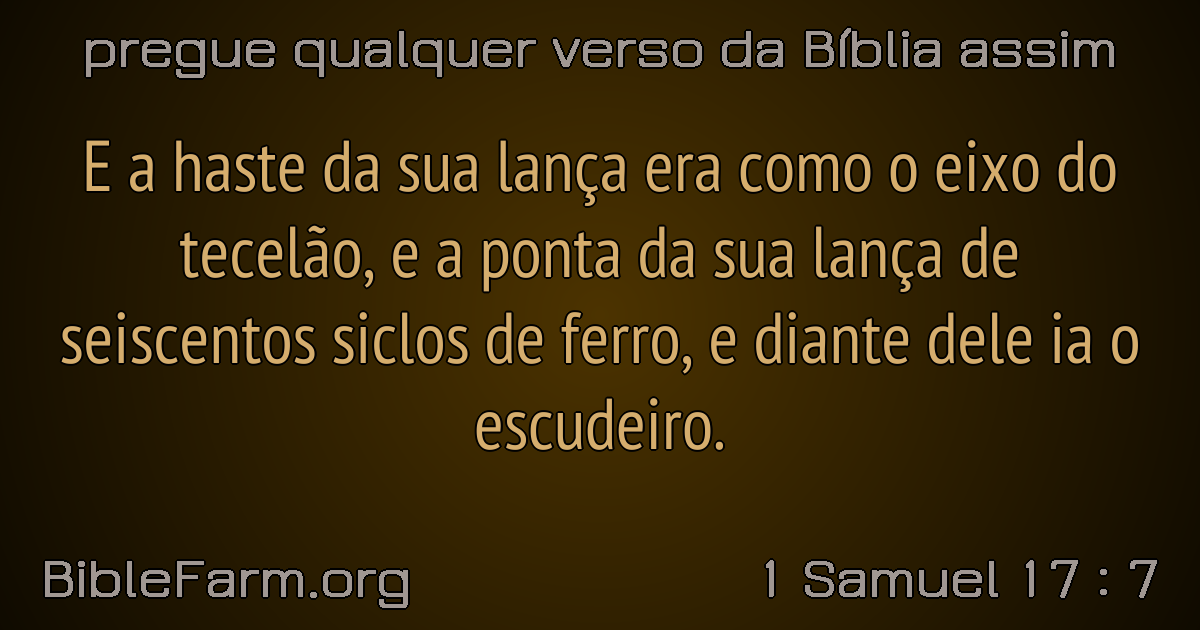 pregue qualquer verso da Bíblia assim
E a haste da sua lança era como o eixo do
tecelão, e a ponta da sua lança de
seiscentos siclos de ferro, e diante dele ia o
escudeiro.
BibleFarm.org
1 Samuel 17 : 7